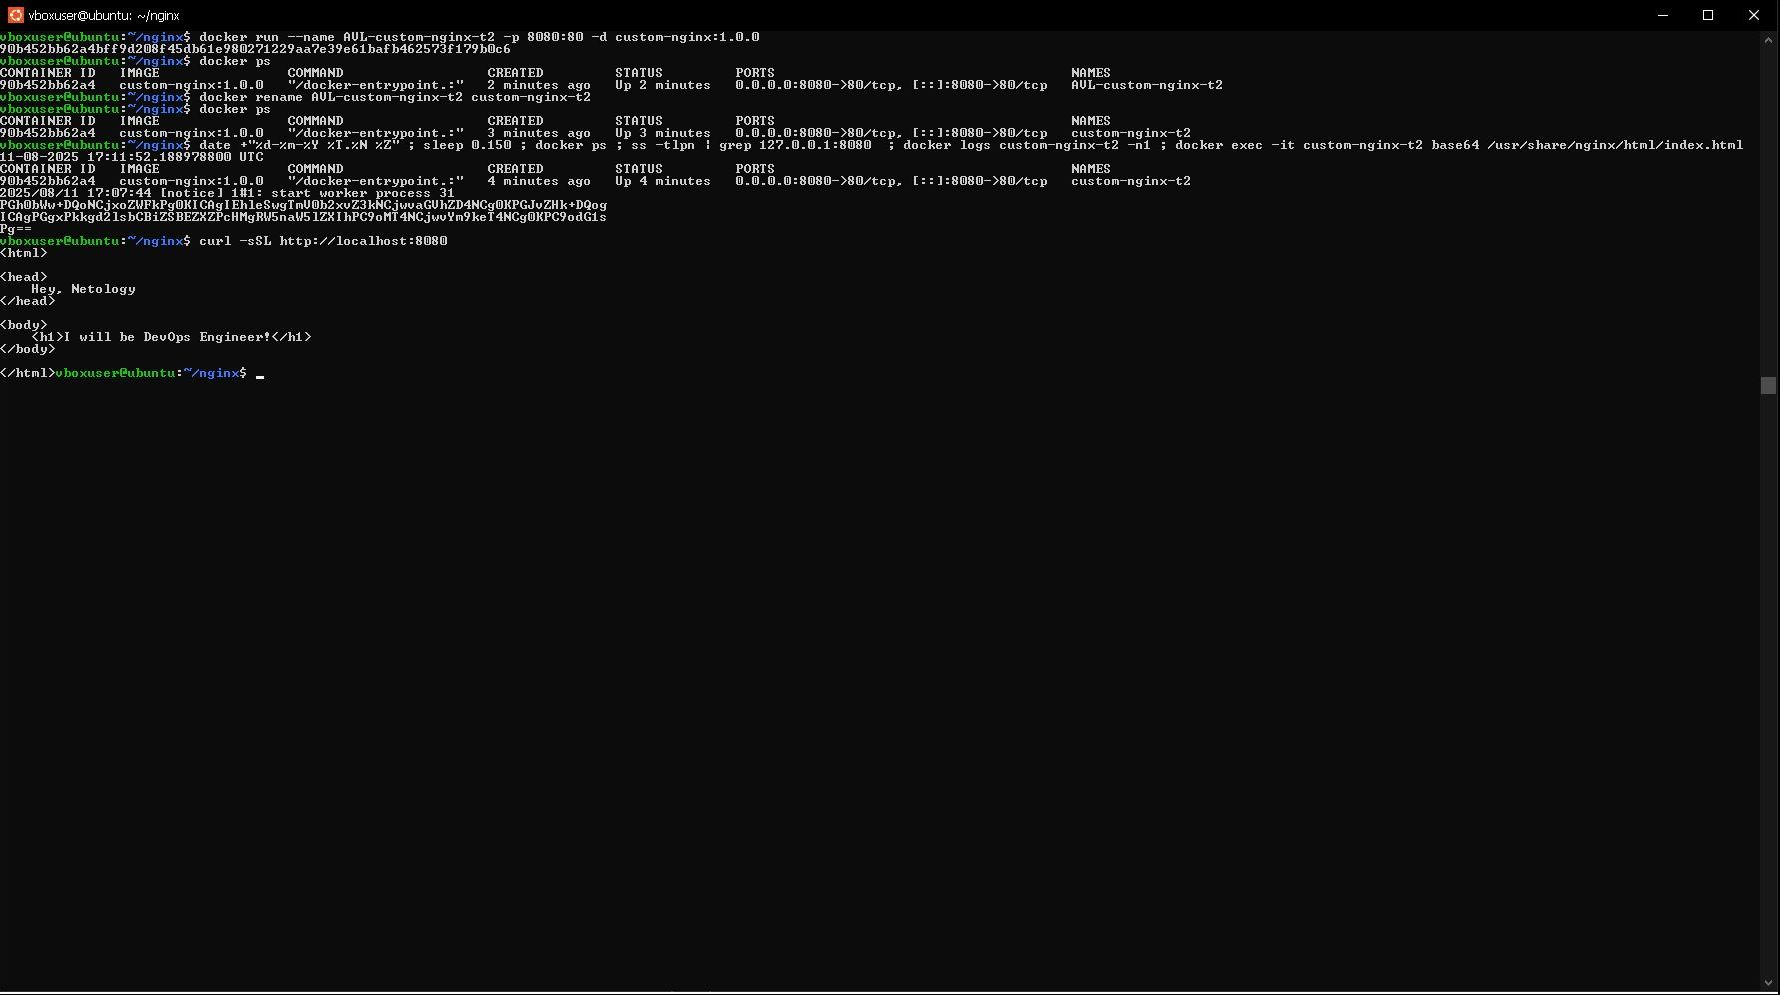 vboxuser@ubuntu: ~/nginx
vboxuser@ubuntu:~/nginx$ docker run --name AVL-custom-nginx-t2 -p 8080:80 -d custom-nginx:1.0.0
90b452bb62a4bff9d208f45db61e980271229aa7e39e61bafb462573f179b0c6
vboxuser@ubuntu:~/nginx$ docker ps
CONTAINER ID   IMAGE                COMMAND                  CREATED         STATUS         PORTS                                     NAMES
90b452bb62a4   custom-nginx:1.0.0   "/docker-entrypoint.:"   2 minutes ago   Up 2 minutes   0.0.0.0:8080->80/tcp, [::]:8080->80/tcp   AVL-custom-nginx-t2
vboxuser@ubuntu:~/nginx$ docker rename AVL-custom-nginx-t2 custom-nginx-t2
vboxuser@ubuntu:~/nginx$ docker ps
CONTAINER ID   IMAGE                COMMAND                  CREATED         STATUS         PORTS                                     NAMES
90b452bb62a4   custom-nginx:1.0.0   "/docker-entrypoint.:"   3 minutes ago   Up 3 minutes   0.0.0.0:8080->80/tcp, [::]:8080->80/tcp   custom-nginx-t2
vboxuser@ubuntu:~/nginx$ date +"%d-%m-%Y %T.%N %Z" ; sleep 0.150 ; docker ps ; ss -tlpn | grep 127.0.0.1:8080  ; docker logs custom-nginx-t2 -n1 ; docker exec -it custom-nginx-t2 base64 /usr/share/nginx/html/index.html
11-08-2025 17:11:52.188978800 UTC
CONTAINER ID   IMAGE                COMMAND                  CREATED         STATUS         PORTS                                     NAMES
90b452bb62a4   custom-nginx:1.0.0   "/docker-entrypoint.:"   4 minutes ago   Up 4 minutes   0.0.0.0:8080->80/tcp, [::]:8080->80/tcp   custom-nginx-t2
2025/08/11 17:07:44 [notice] 1#1: start worker process 31
PGh0bWw+DQoNCjxoZWFkPg0KICAgIEhleSwgTmV0b2xvZ3kNCjwvaGVhZD4NCg0KPGJvZHk+DQog
ICAgPGgxPkkgd2lsbCBiZSBEZXZPcHMgRW5naW5lZXIhPC9oMT4NCjwvYm9keT4NCg0KPC9odG1s
Pg==
vboxuser@ubuntu:~/nginx$ curl -sSL http://localhost:8080
<html>
<head>
    Hey, Netology
</head>
<body>
    <h1>I will be DevOps Engineer!</h1>
</body>
</html>vboxuser@ubuntu:~/nginx$ _